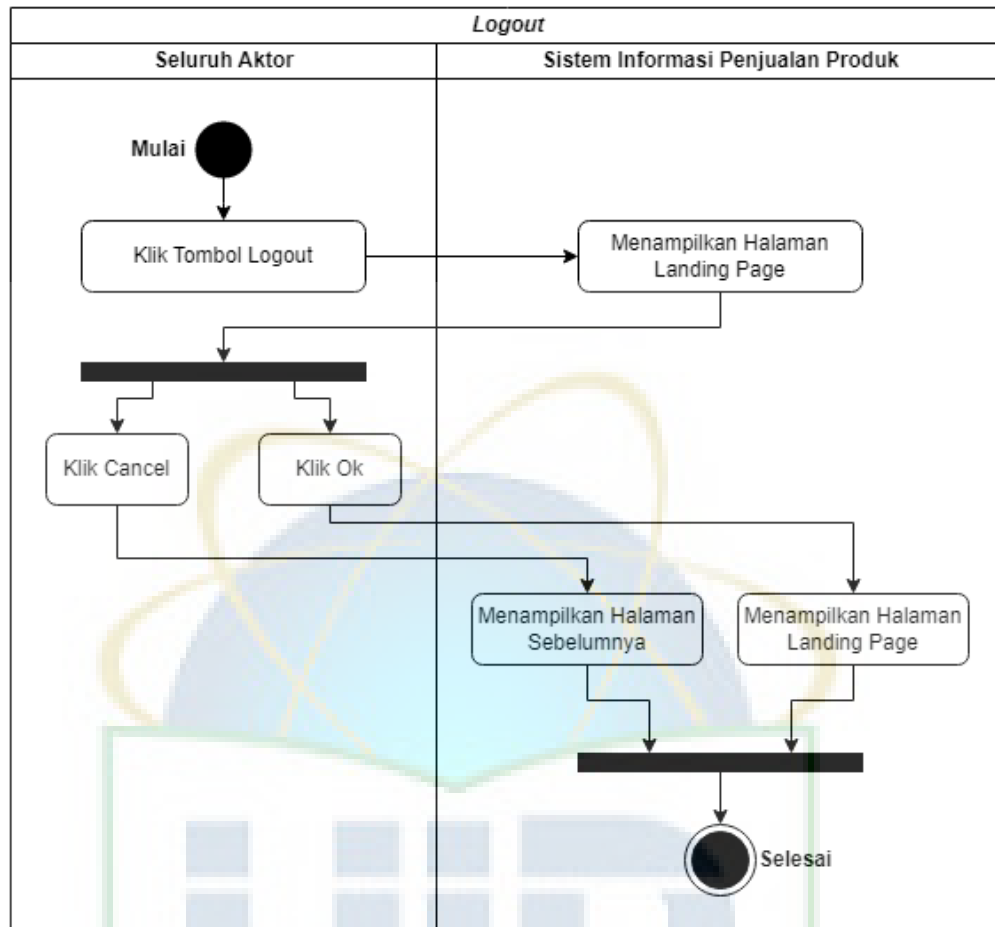 Logout
Seluruh Aktor
Sistem Informasi Penjualan Produk
Mulai
Klik Tombol Logout
Menampilkan Halaman
Landing Page
Klik Cancel
Klik Ok
Menampilkan Halaman
Sebelumnya
Menampilkan Halaman
Landing Page
Selesai